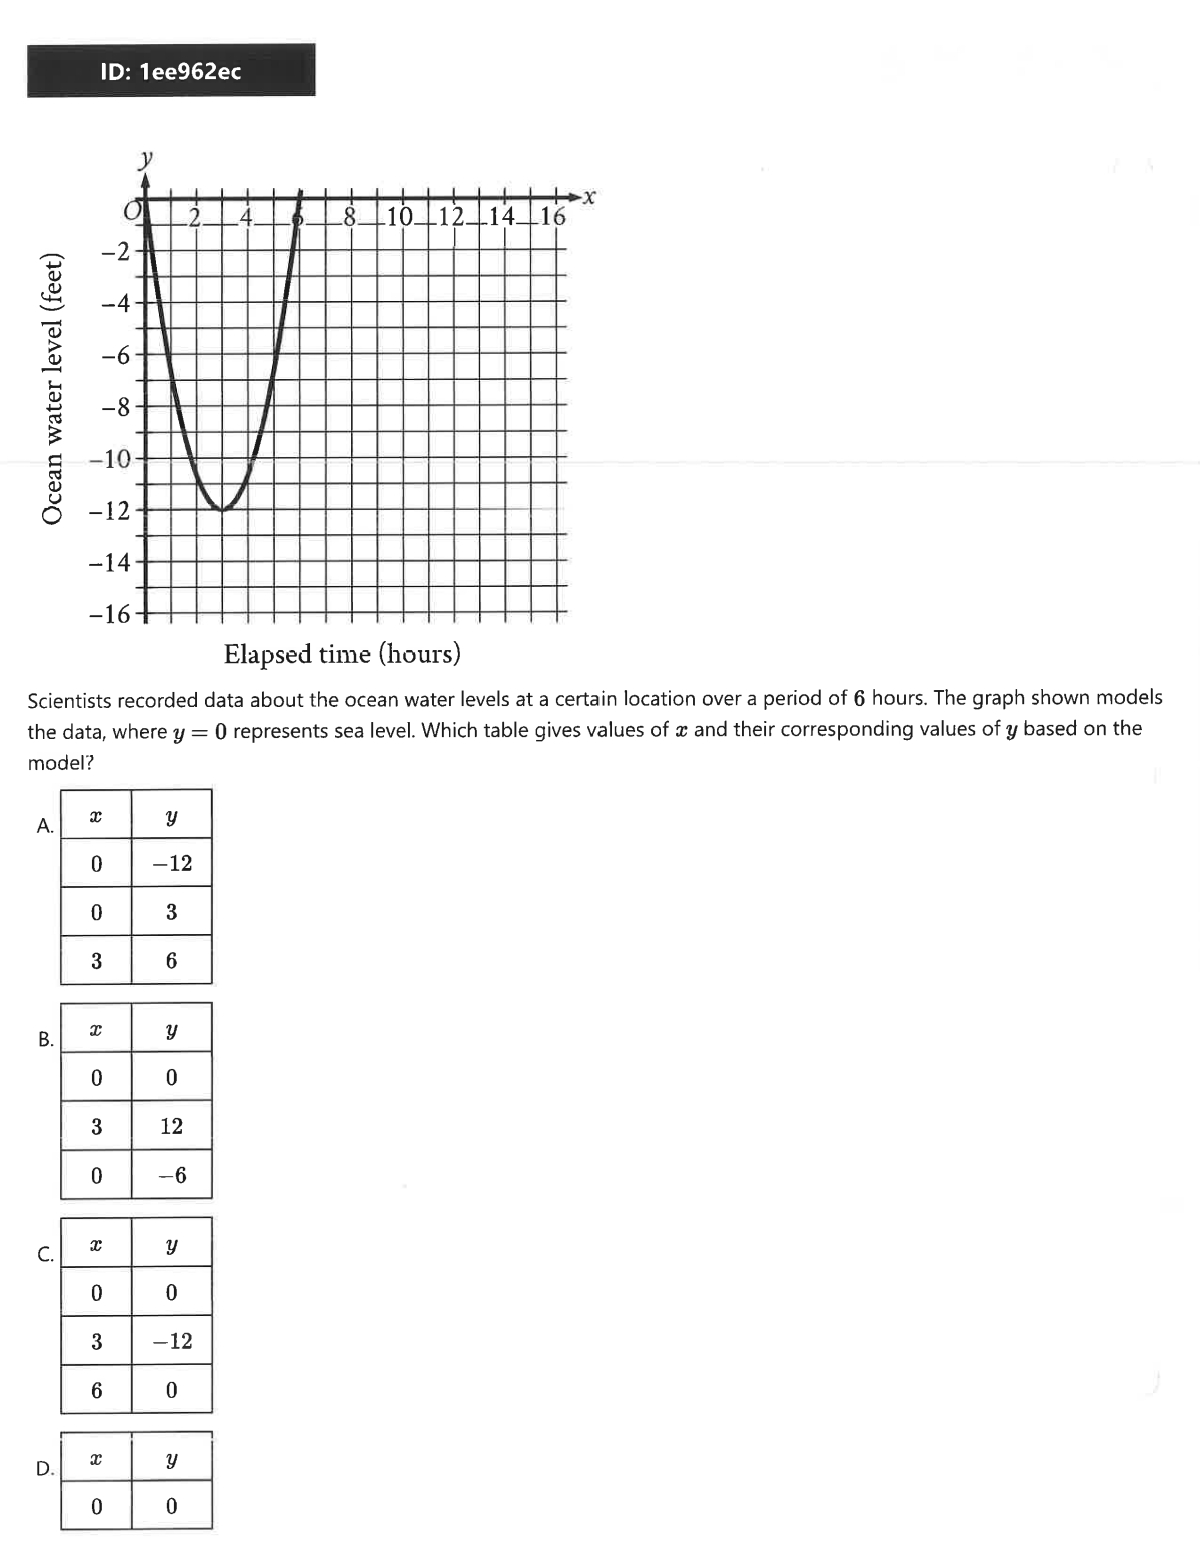 ID: 1ee962ec
y
x
O 2 4 6 8 10 12 14 16
−2
−4
−6
−8
−10
−12
−14
−16
Ocean water level (feet)
Elapsed time (hours)
Scientists recorded data about the ocean water levels at a certain location over a period of 6 hours. The graph shown models
the data, where y = 0 represents sea level. Which table gives values of x and their corresponding values of y based on the
model?
A.
x y
0 −12
0 3
3 6
B.
x y
0 0
3 12
0 −6
C.
x y
0 0
3 −12
6 0
D.
x y
0 0